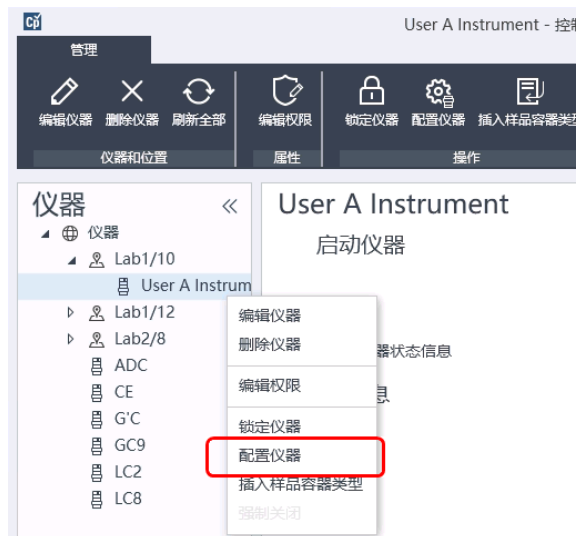 User A Instrument - 控制
管理
编辑仪器 删除仪器 刷新全部 编辑权限 锁定仪器 配置仪器 插入样品容器类型
仪器和位置 属性 操作
仪器
User A Instrument
仪器
启动仪器
Lab1/10
User A Instrum
Lab1/12
编辑仪器
Lab2/8
删除仪器
器状态信息
ADC
CE
编辑权限
息
G'C
锁定仪器
GC9
配置仪器
LC2
插入样品容器类型
LC8
强制关闭